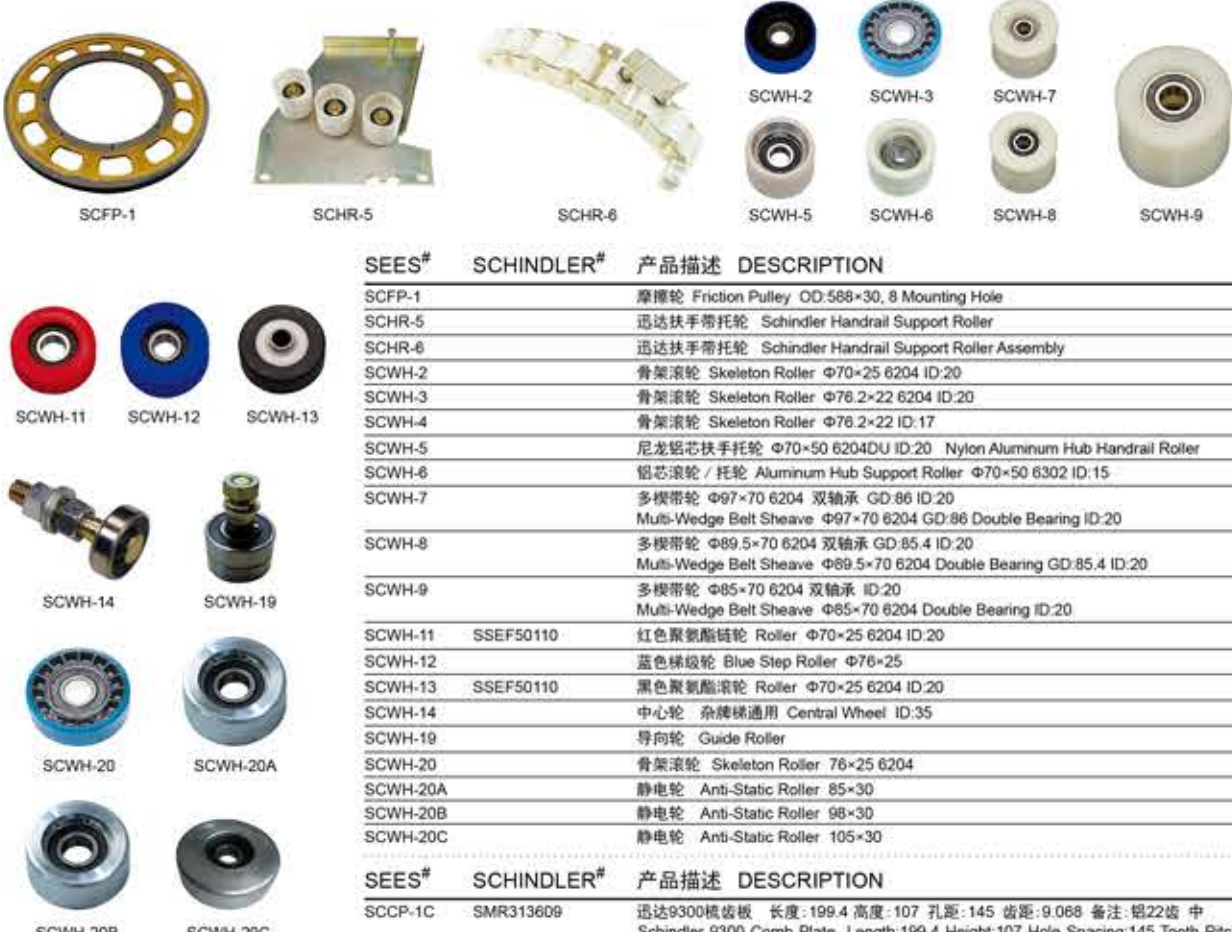 SCWH-2 SCWH-3 SCWH-7
SCFP-1 SCHR-5 SCHR-6 SCWH-5 SCWH-6 SCWH-8 SCWH-9
SCWH-11 SCWH-12 SCWH-13
SCWH-14 SCWH-19
SCWH-20 SCWH-20A
SCWH-20B SCWH-20C
SEES# SCHINDLER# 产品描述 DESCRIPTION
SCFP-1 摩擦轮 Friction Pulley OD:588×30, 8 Mounting Hole
SCHR-5 迅达扶手带托轮 Schindler Handrail Support Roller
SCHR-6 迅达扶手带托轮 Schindler Handrail Support Roller Assembly
SCWH-2 骨架滚轮 Skeleton Roller Φ70×25 6204 ID:20
SCWH-3 骨架滚轮 Skeleton Roller Φ76.2×22 6204 ID:20
SCWH-4 骨架滚轮 Skeleton Roller Φ76.2×22 ID:17
SCWH-5 尼龙铝芯扶手托轮 Φ70×50 6204DU ID:20 Nylon Aluminum Hub Handrail Roller
SCWH-6 铝芯滚轮 / 托轮 Aluminum Hub Support Roller Φ70×50 6302 ID:15
SCWH-7 多楔带轮 Φ97×70 6204 双轴承 GD:86 ID:20
Multi-Wedge Belt Sheave Φ97×70 6204 GD:86 Double Bearing ID:20
SCWH-8 多楔带轮 Φ89.5×70 6204 双轴承 GD:85.4 ID:20
Multi-Wedge Belt Sheave Φ89.5×70 6204 Double Bearing GD:85.4 ID:20
SCWH-9 多楔带轮 Φ85×70 6204 双轴承 ID:20
Multi-Wedge Belt Sheave Φ85×70 6204 Double Bearing ID:20
SCWH-11 SSEF50110 红色聚氨酯链轮 Roller Φ70×25 6204 ID:20
SCWH-12 蓝色梯级轮 Blue Step Roller Φ76×25
SCWH-13 SSEF50110 黑色聚氨酯滚轮 Roller Φ70×25 6204 ID:20
SCWH-14 中心轮 杂牌梯通用 Central Wheel ID:35
SCWH-19 导向轮 Guide Roller
SCWH-20 骨架滚轮 Skeleton Roller 76×25 6204
SCWH-20A 静电轮 Anti-Static Roller 85×30
SCWH-20B 静电轮 Anti-Static Roller 98×30
SCWH-20C 静电轮 Anti-Static Roller 105×30
SEES# SCHINDLER# 产品描述 DESCRIPTION
SCCP-1C SMR313609 迅达9300梳齿板 长度:199.4 高度:107 孔距:145 齿距:9.068 备注:铝22齿 中
Schindler 9300 Comb Plate Length:199.4 Height:107 Hole Spacing:145 Tooth